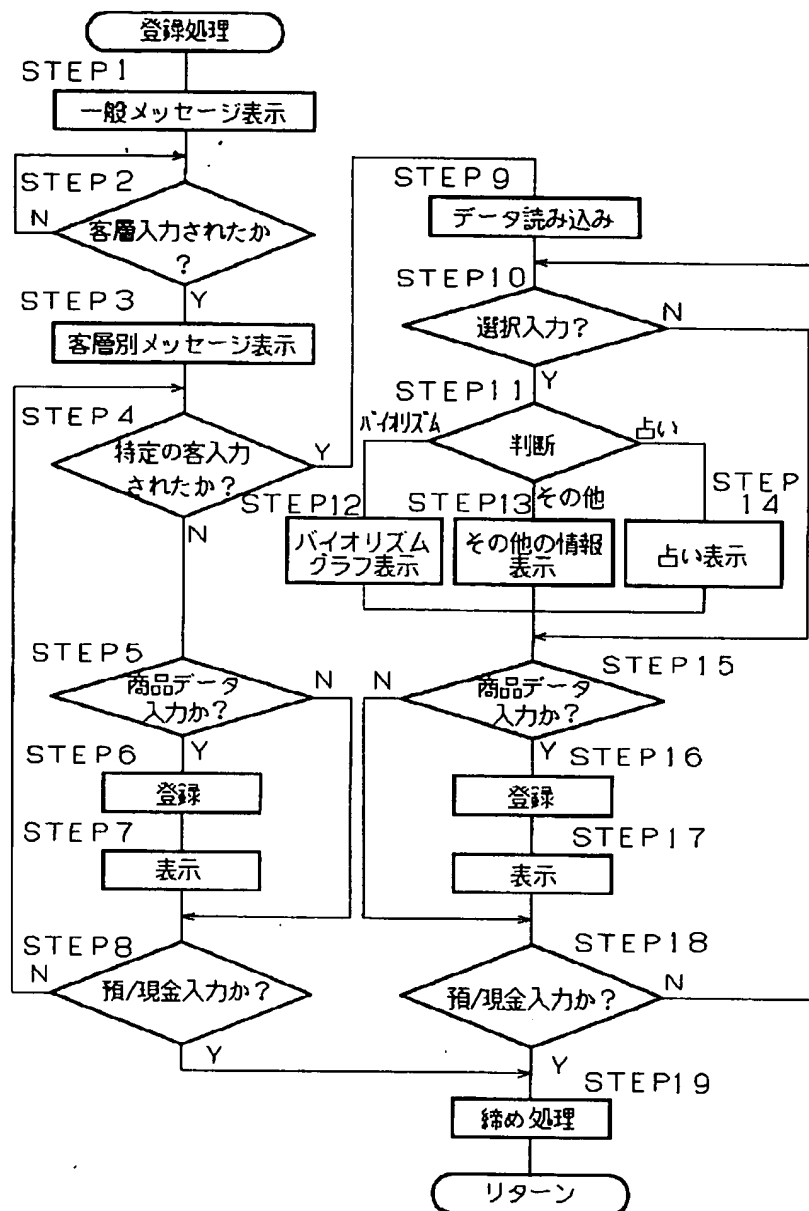 登録処理
STEP1
一般メッセージ表示
STEP2
N
客層入力されたか
?
Y
STEP3
客層別メッセージ表示
STEP4
特定の客入力
されたか?
Y
N
STEP5
商品データ
入力か?
N
Y
STEP6
登録
STEP7
表示
STEP8
N
預/現金入力か?
Y
STEP9
データ読み込み
STEP10
選択入力?
N
Y
STEP11
バイオリズム
判断
占い
その他
STEP12
バイオリズム
グラフ表示
STEP13
その他の情報
表示
STEP
14
占い表示
STEP15
N
商品データ
入力か?
Y
STEP16
登録
STEP17
表示
STEP18
預/現金入力か?
N
Y
STEP19
締め処理
リターン